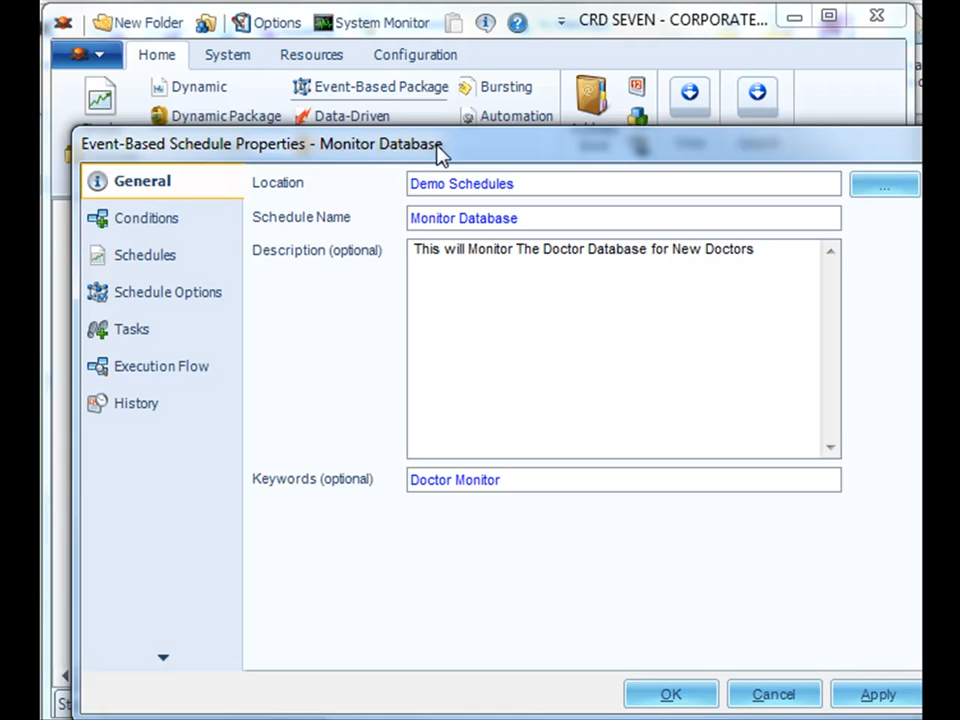 New Folder Options System Monitor CRD SEVEN - CORPORATE...
Home System Resources Configuration
Dynamic Event-Based Package Bursting
Dynamic Package Data-Driven Automation
Event-Based Schedule Properties - Monitor Database
General
Location Demo Schedules ...
Conditions
Schedule Name Monitor Database
Schedules
Description (optional) This will Monitor The Doctor Database for New Doctors
Schedule Options
Tasks
Execution Flow
History
Keywords (optional) Doctor Monitor
OK Cancel Apply